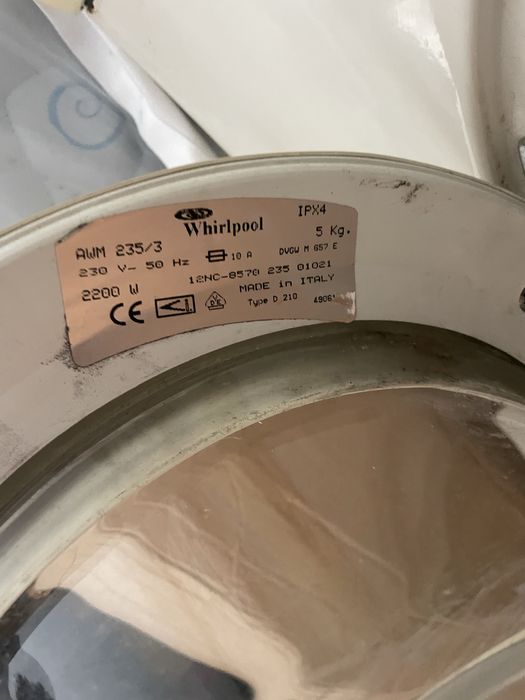 Whirlpool
IPX4
AWM 235/3
5 Kg.
230 V~ 50 Hz 10 A DVGW M 657 E
12NC-8570 235 01021
2200 W
MADE in ITALY
CE VDE Type D 210 4906